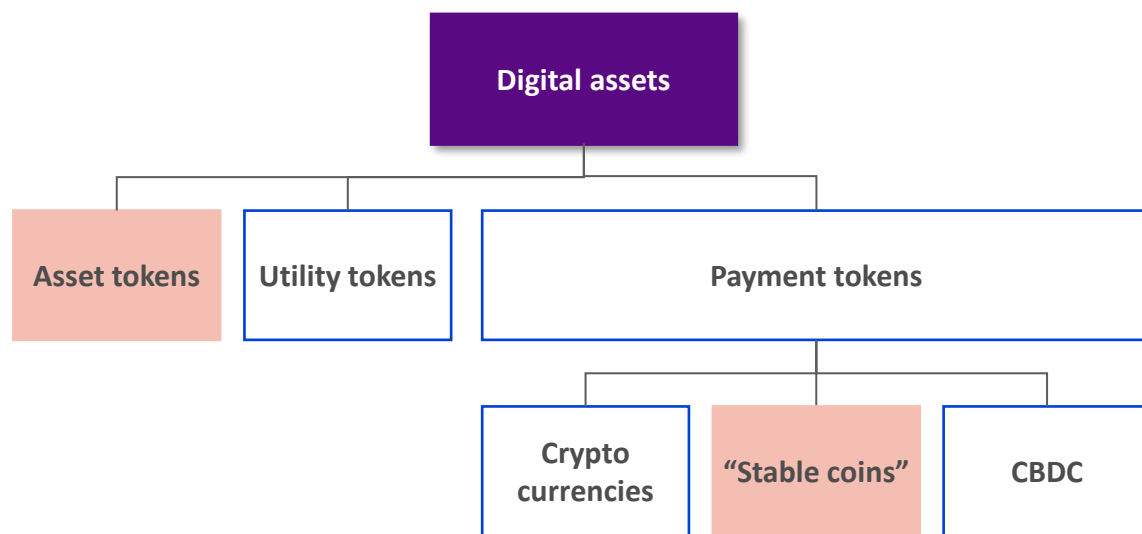 Digital assets
Asset tokens
Utility tokens
Payment tokens
Crypto
currencies
“Stable coins”
CBDC